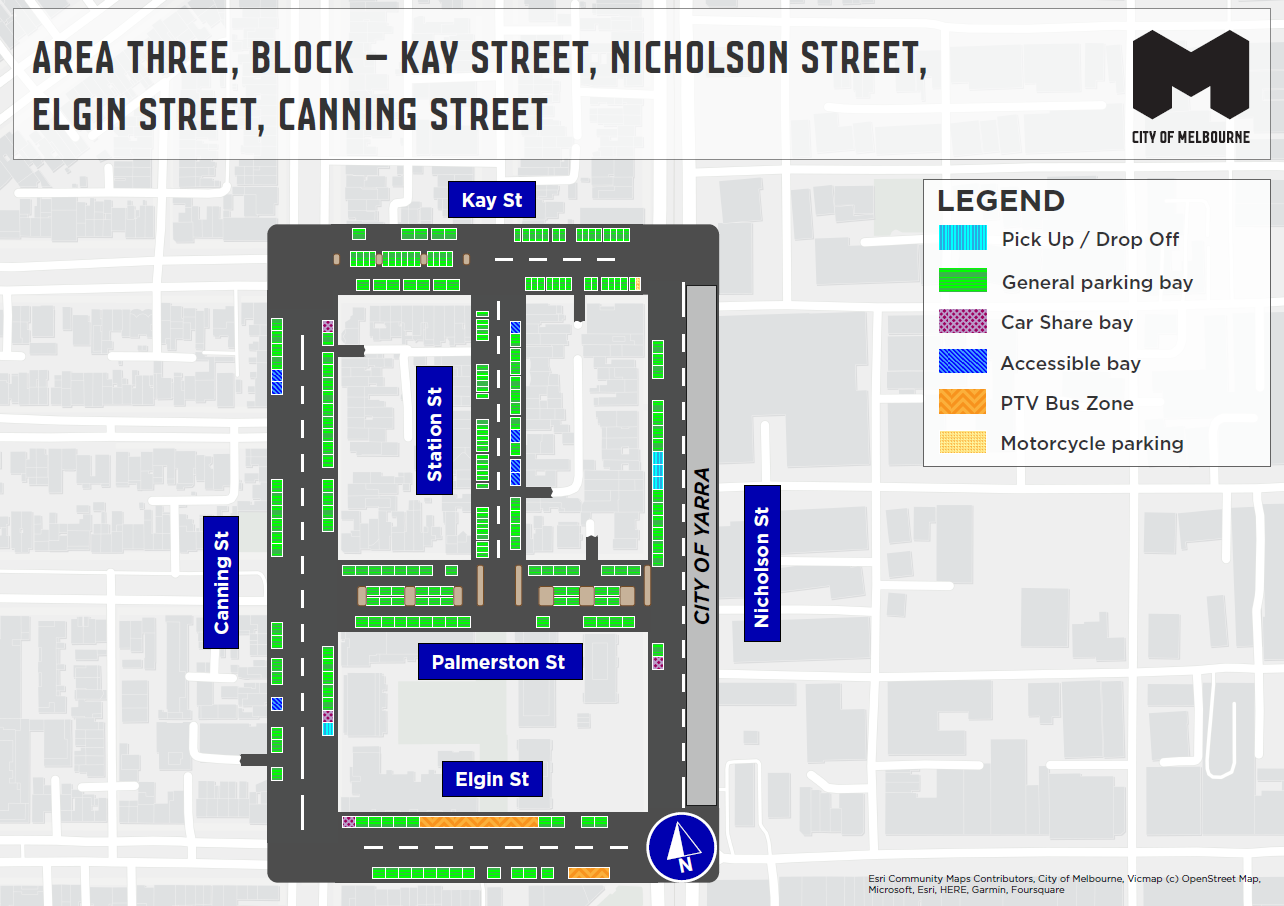 AREA THREE, BLOCK – KAY STREET, NICHOLSON STREET,
ELGIN STREET, CANNING STREET
CITY OF MELBOURNE
Kay St
LEGEND
Pick Up / Drop Off
General parking bay
Car Share bay
Accessible bay
PTV Bus Zone
Motorcycle parking
Station St
CITY OF YARRA
Nicholson St
Canning St
Palmerston St
Elgin St
N
Esri Community Maps Contributors, City of Melbourne, Vicmap (c) OpenStreet Map,
Microsoft, Esri, HERE, Garmin, Foursquare